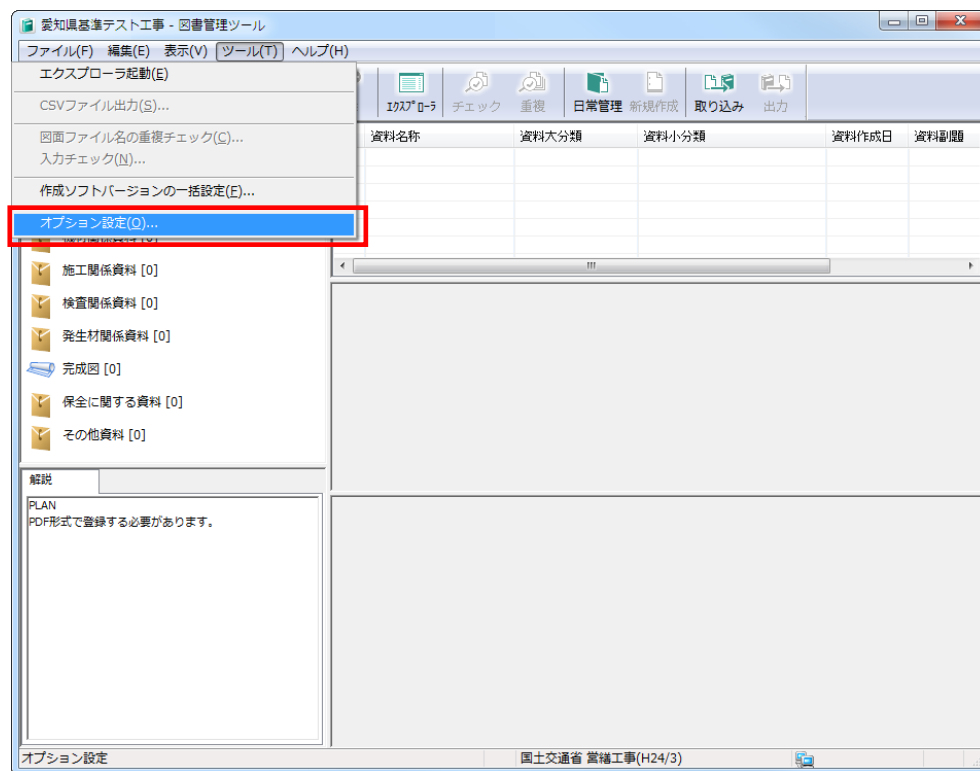 愛知県基準テスト工事 - 図書管理ツール
ファイル(F) 編集(E) 表示(V) ツール(T) ヘルプ(H)
エクスプローラ起動(E)
CSVファイル出力(S)...
図面ファイル名の重複チェック(C)...
入力チェック(N)...
作成ソフトバージョンの一括設定(F)...
オプション設定(O)...
ｴｸｽﾌﾟﾛｰﾗ チェック 重複 日常管理 新規作成 取り込み 出力
資料名称 資料大分類 資料小分類 資料作成日 資料副題
機材関係資料 [0]
施工関係資料 [0]
検査関係資料 [0]
発生材関係資料 [0]
完成図 [0]
保全に関する資料 [0]
その他資料 [0]
解説
PLAN
PDF形式で登録する必要があります。
オプション設定 国土交通省 営繕工事(H24/3)